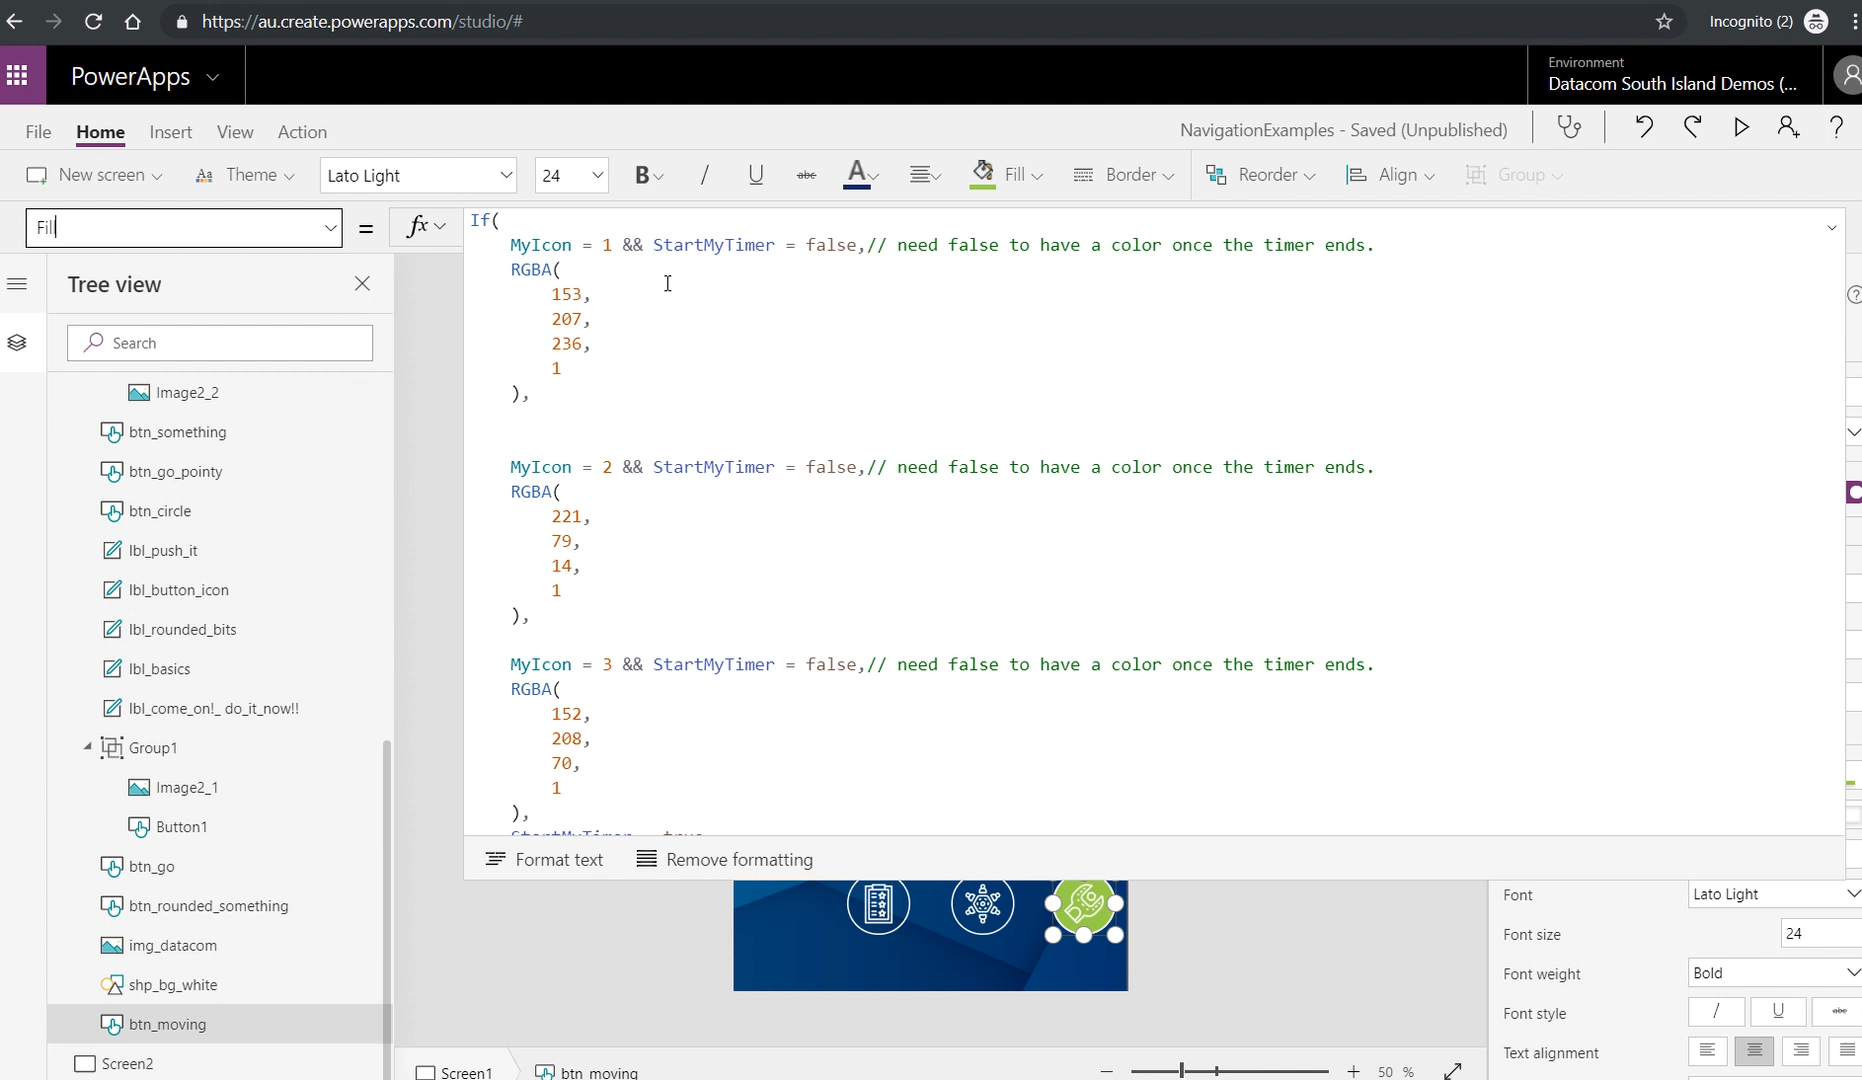 https://au.create.powerapps.com/studio/#
Incognito (2)
PowerApps
Environment
Datacom South Island Demos (...
File Home Insert View Action
NavigationExamples - Saved (Unpublished)
New screen Theme Lato Light 24 B / U abc A Fill Border Reorder Align Group
Fill = fx
If(
MyIcon = 1 && StartMyTimer = false,// need false to have a color once the timer ends.
RGBA(
153,
207,
236,
1
),
MyIcon = 2 && StartMyTimer = false,// need false to have a color once the timer ends.
RGBA(
221,
79,
14,
1
),
MyIcon = 3 && StartMyTimer = false,// need false to have a color once the timer ends.
RGBA(
152,
208,
70,
1
),
Format text Remove formatting
Tree view
Search
Image2_2
btn_something
btn_go_pointy
btn_circle
lbl_push_it
lbl_button_icon
lbl_rounded_bits
lbl_basics
lbl_come_on!_ do_it_now!!
Group1
Image2_1
Button1
btn_go
btn_rounded_something
img_datacom
shp_bg_white
btn_moving
Screen2
Font Lato Light
Font size 24
Font weight Bold
Font style / U abc
Text alignment
Screen1 btn_moving
50 %